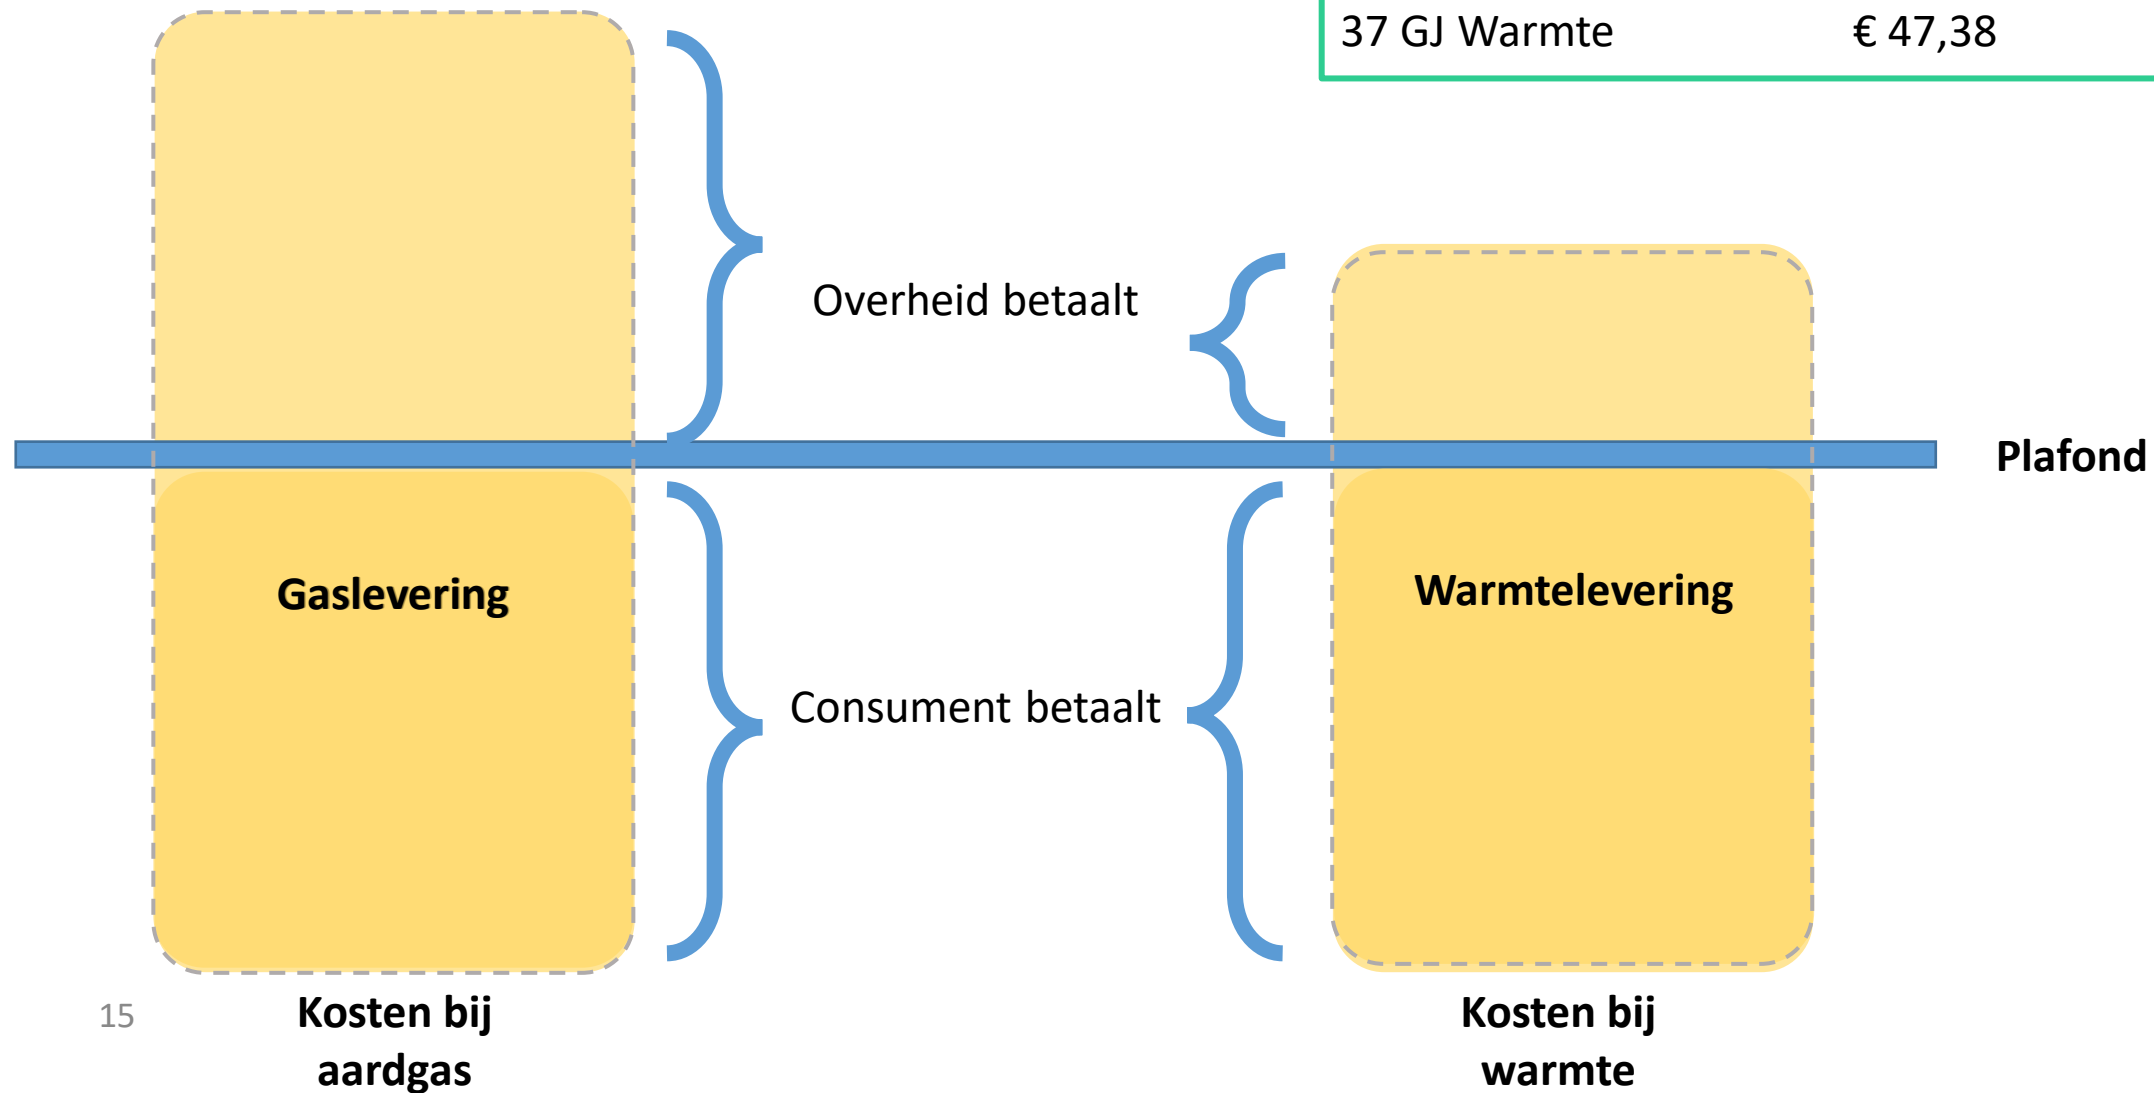 37 GJ Warmte € 47,38
Overheid betaalt
Plafond
Gaslevering
Warmtelevering
Consument betaalt
15
Kosten bij
aardgas
Kosten bij
warmte